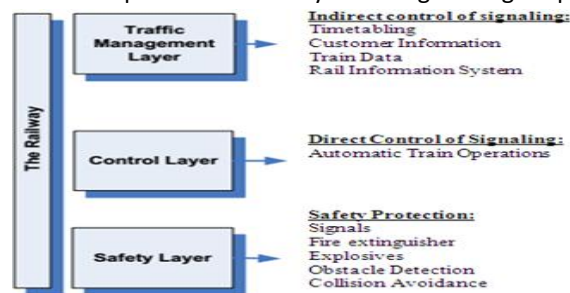 The Railway
Traffic
Management
Layer
Indirect control of signaling:
Timetabling
Customer Information
Train Data
Rail Information System
Control Layer
Direct Control of Signaling:
Automatic Train Operations
Safety Layer
Safety Protection:
Signals
Fire extinguisher
Explosives
Obstacle Detection
Collision Avoidance